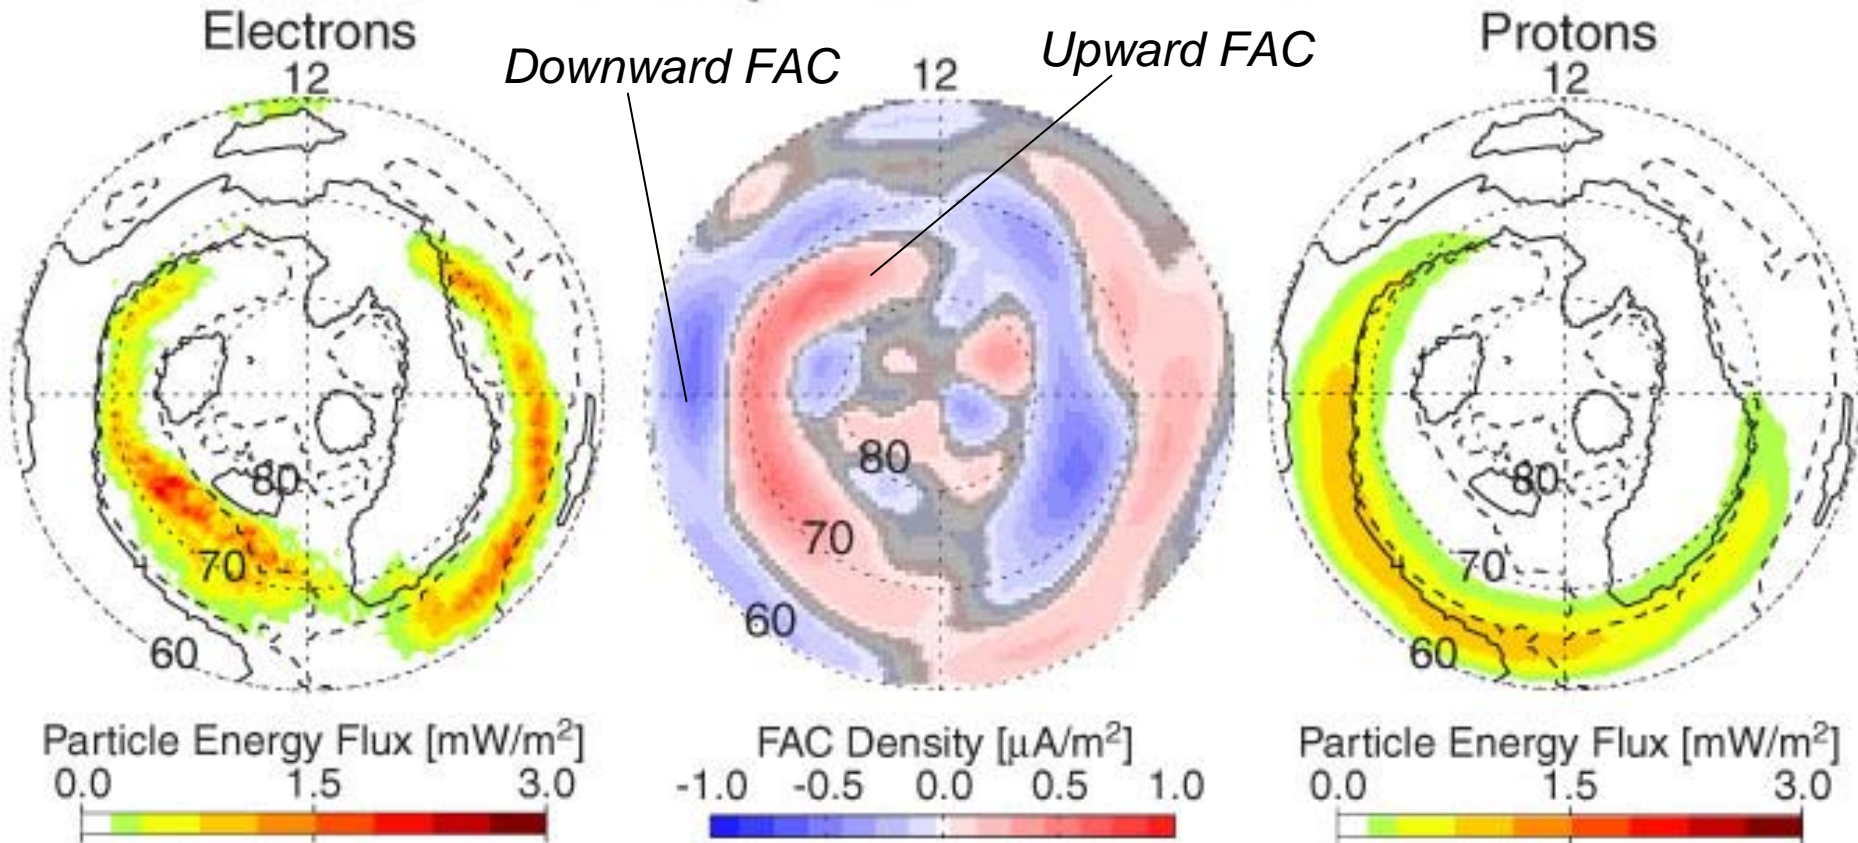 Electrons
12
80
70
60
Particle Energy Flux [mW/m²]
0.0 1.5 3.0
Downward FAC
Upward FAC
12
80
70
60
FAC Density [μA/m²]
-1.0 -0.5 0.0 0.5 1.0
Protons
12
80
70
60
Particle Energy Flux [mW/m²]
0.0 1.5 3.0